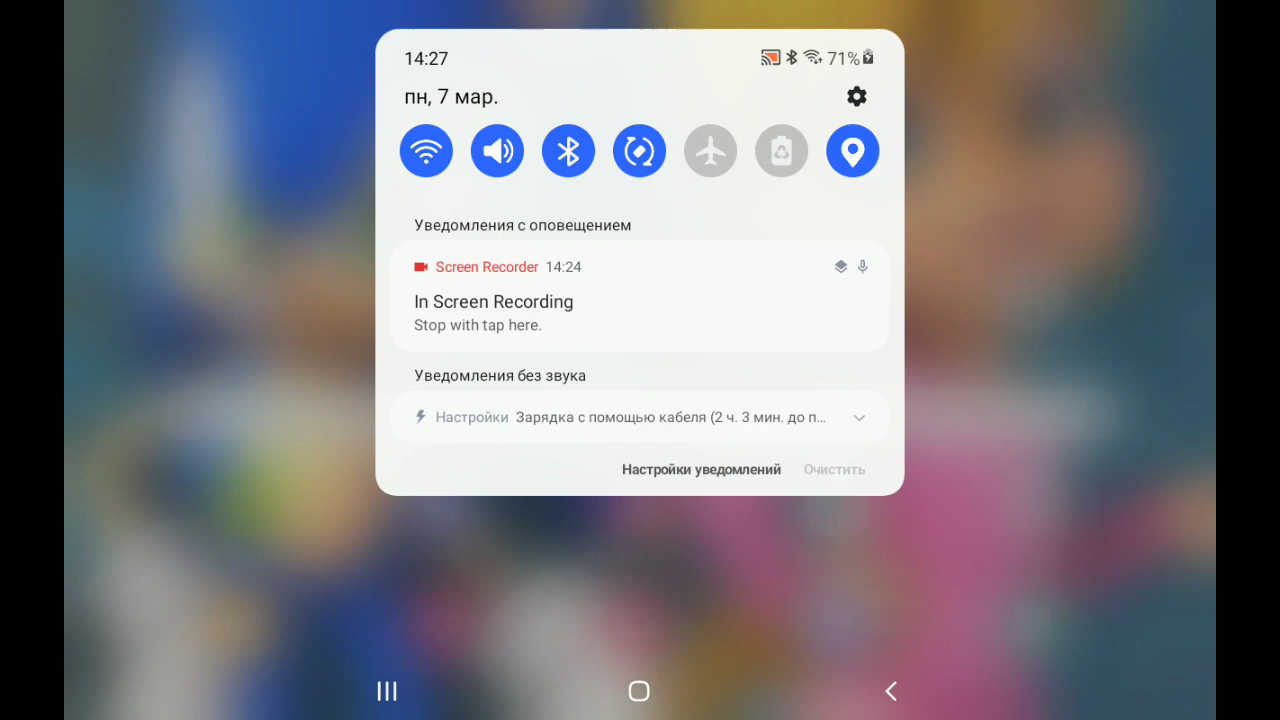 14:27
71%
пн, 7 мар.
Уведомления с оповещением
Screen Recorder 14:24
In Screen Recording
Stop with tap here.
Уведомления без звука
Настройки Зарядка с помощью кабеля (2 ч. 3 мин. до п...
Настройки уведомлений Очистить